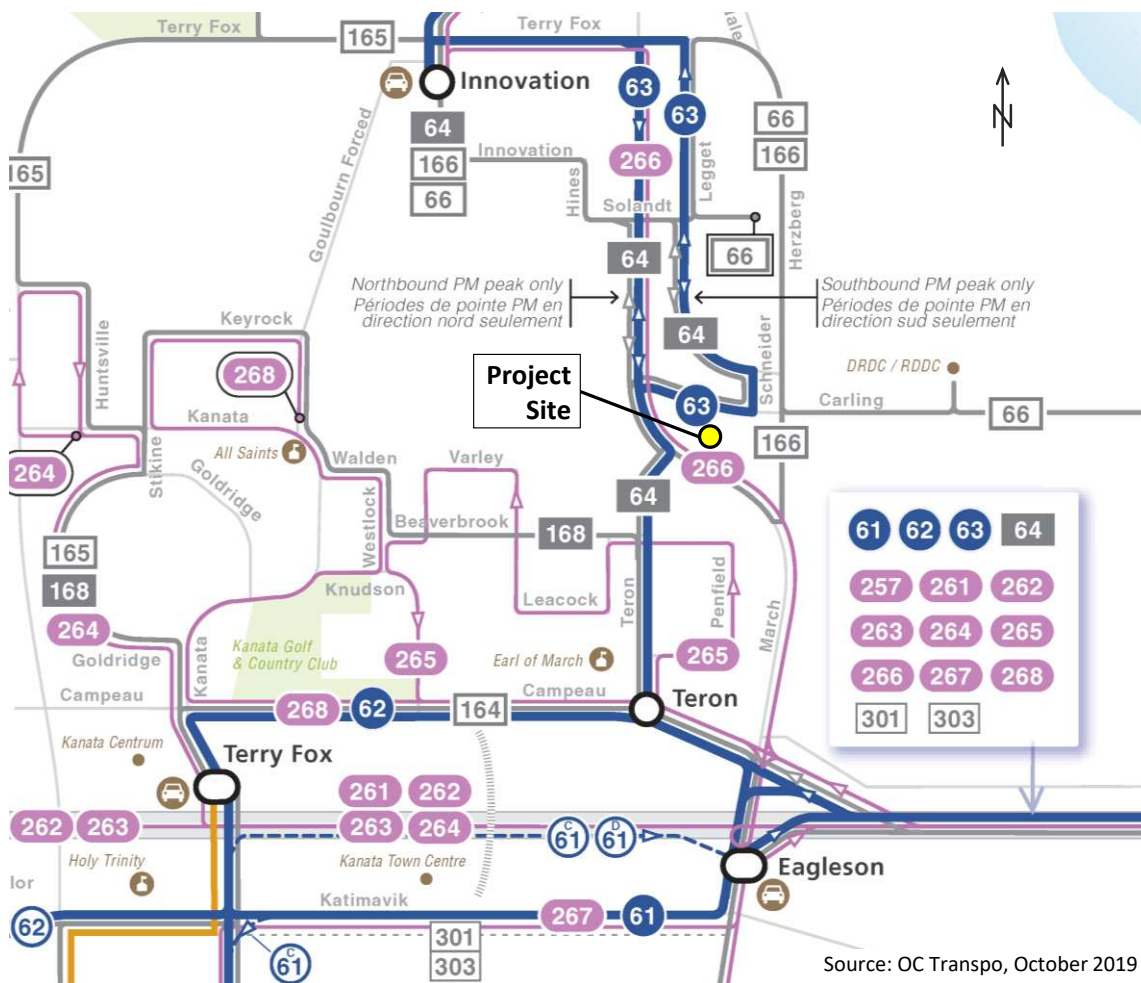 Terry Fox
Terry Fox
165
Innovation
63
63
N
64
166
66
Innovation
Goulbourn Forced
Hines
266
Legget
66
166
165
Solandt
66
Herzberg
64
Northbound PM peak only
Périodes de pointe PM en
direction nord seulement
Southbound PM peak only
Périodes de pointe PM en
direction sud seulement
64
Keyrock
Huntsville
268
Kanata
All Saints
Project
Site
63
Schneider
DRDC / RDDC
Carling
66
264
Stikine
Goldridge
Walden
Varley
266
166
64
Westlock
Beaverbrook
168
165
168
264
Knudson
Leacock
Teron
Penfield
March
61 62 63 64
257 261 262
263 264 265
266 267 268
301 303
Goldridge
Kanata
Kanata Golf
& Country Club
265
Earl of March
265
Campeau
Campeau
268 62
164
Teron
Kanata Centrum
Terry Fox
261 262
263 264
262 263
C
61
D
61
Holy Trinity
Kanata Town Centre
Eagleson
lor
Katimavik
267 61
62
C
61
301
303
Source: OC Transpo, October 2019